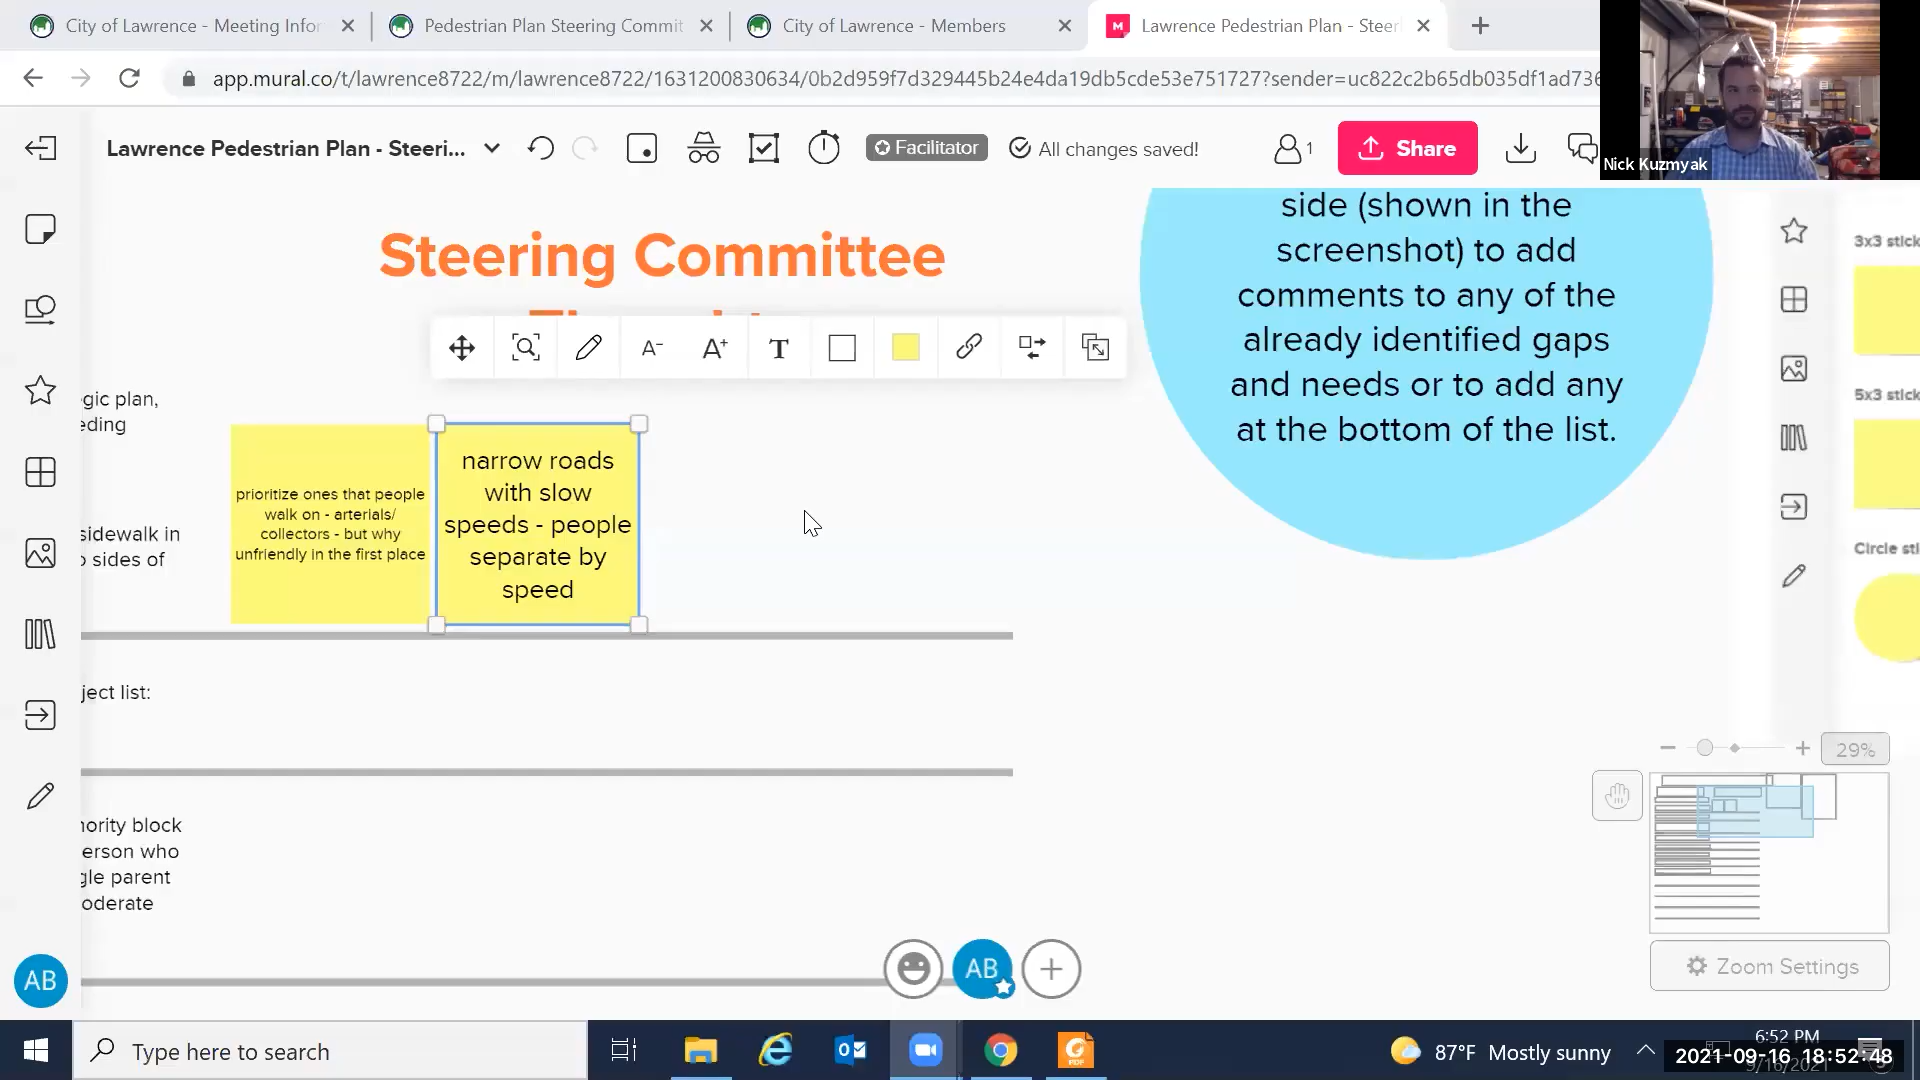 City of Lawrence - Meeting Infor
Pedestrian Plan Steering Committ
City of Lawrence - Members
Lawrence Pedestrian Plan - Steer
app.mural.co/t/lawrence8722/m/lawrence8722/1631200830634/0b2d959f7d329445b24e4da19db5cde53e751727?sender=uc822c2b65db035df1ad736
Nick Kuzmyak
Lawrence Pedestrian Plan - Steeri...
Facilitator
All changes saved!
1
Share
Steering Committee
side (shown in the
screenshot) to add
comments to any of the
already identified gaps
and needs or to add any
at the bottom of the list.
A-
A+
T
egic plan,
eding
sidewalk in
o sides of
prioritize ones that people
walk on - arterials/
collectors - but why
unfriendly in the first place
narrow roads
with slow
speeds - people
separate by
speed
ject list:
nority block
erson who
gle parent
oderate
3x3 stick
5x3 stick
Circle sti
29%
Zoom Settings
AB
AB
Type here to search
87°F Mostly sunny
6:52 PM
9/16/2021
2021-09-16 18:52:48